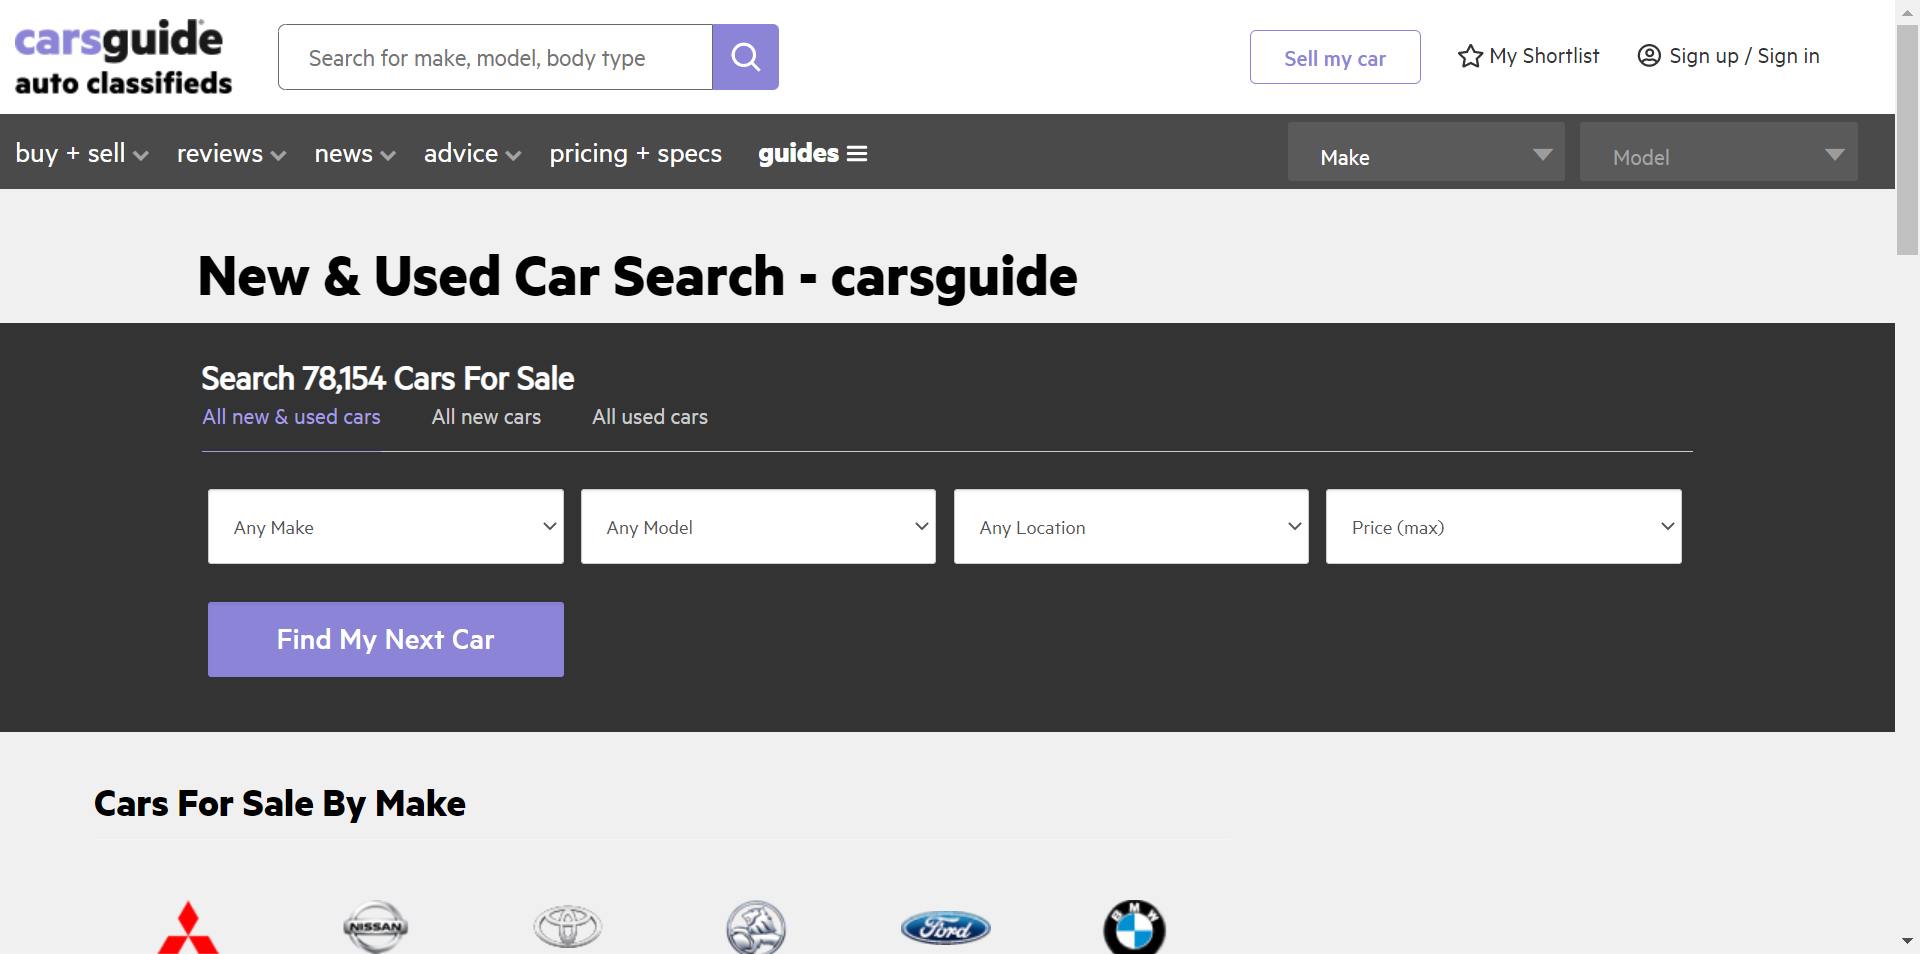 carsguide
auto classifieds
Search for make, model, body type
Sell my car
My Shortlist
Sign up / Sign in
buy + sell
reviews
news
advice
pricing + specs
guides
Make
Model
New & Used Car Search - carsguide
Search 78,154 Cars For Sale
All new & used cars
All new cars
All used cars
Any Make
Any Model
Any Location
Price (max)
Find My Next Car
Cars For Sale By Make
NISSAN
Ford
BMW